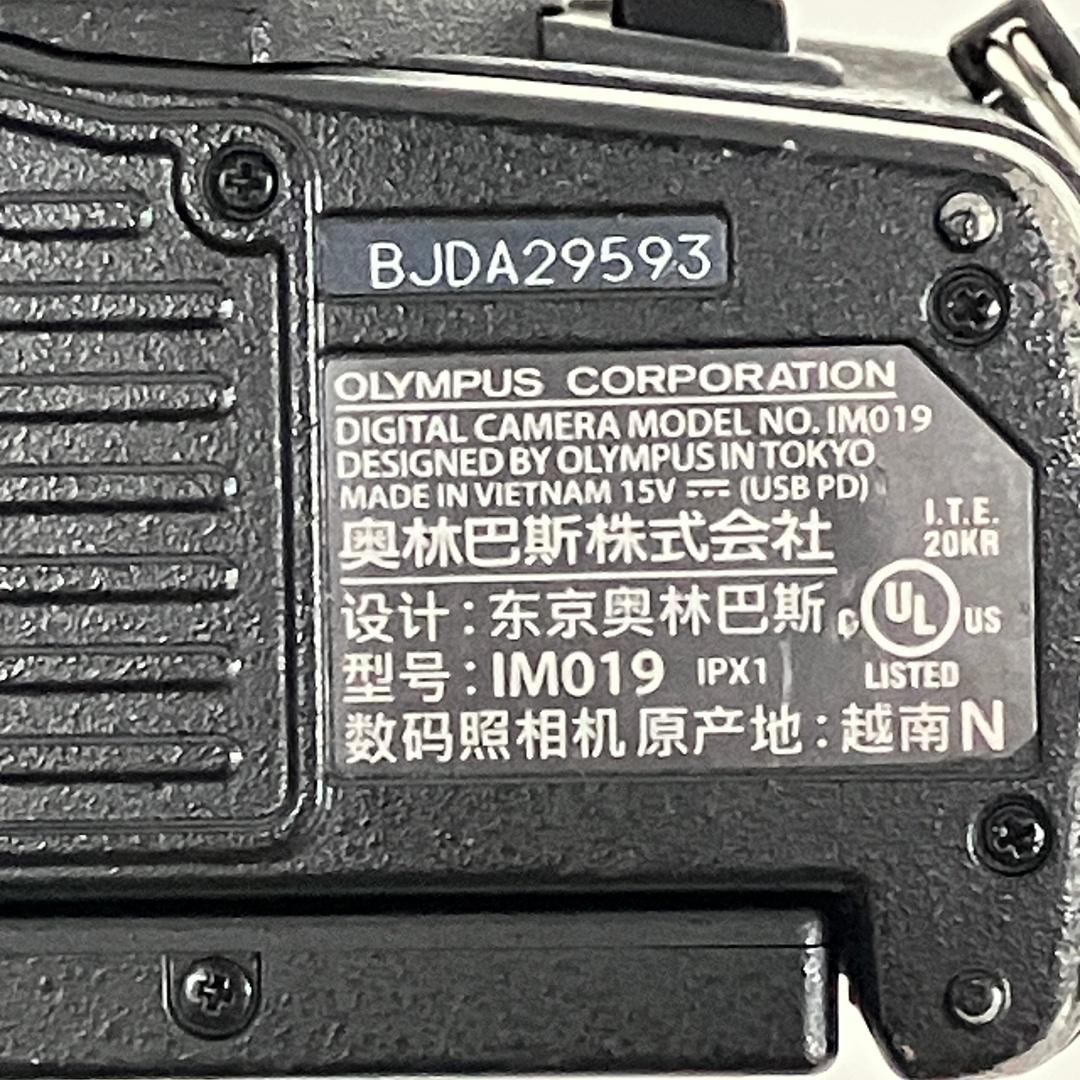 BJDA29593
OLYMPUS CORPORATION
DIGITAL CAMERA MODEL NO. IM019
DESIGNED BY OLYMPUS IN TOKYO
MADE IN VIETNAM 15V ⎓ (USB PD)
奥林巴斯株式会社
I.T.E.
20KR
设计：东京奥林巴斯
C UL US
LISTED
型号：IM019 IPX1
数码照相机 原产地：越南 N